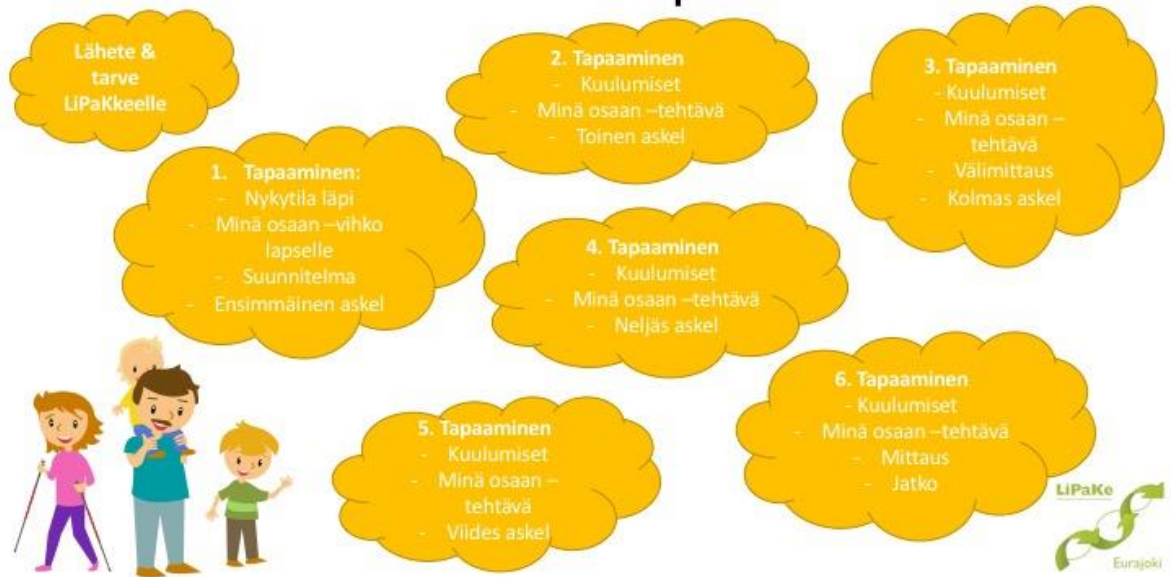 Lähete &
tarve
LiPaKkeelle
1. Tapaaminen:
- Nykytila läpi
- Minä osaan –vihko
lapselle
- Suunnitelma
- Ensimmäinen askel
2. Tapaaminen
- Kuulumiset
- Minä osaan –tehtävä
- Toinen askel
3. Tapaaminen
- Kuulumiset
- Minä osaan –
tehtävä
- Välimittaus
- Kolmas askel
4. Tapaaminen
- Kuulumiset
- Minä osaan –tehtävä
- Neljäs askel
5. Tapaaminen
- Kuulumiset
- Minä osaan –
tehtävä
- Viides askel
6. Tapaaminen
- Kuulumiset
- Minä osaan –tehtävä
- Mittaus
- Jatko
LiPaKe
Eurajoki